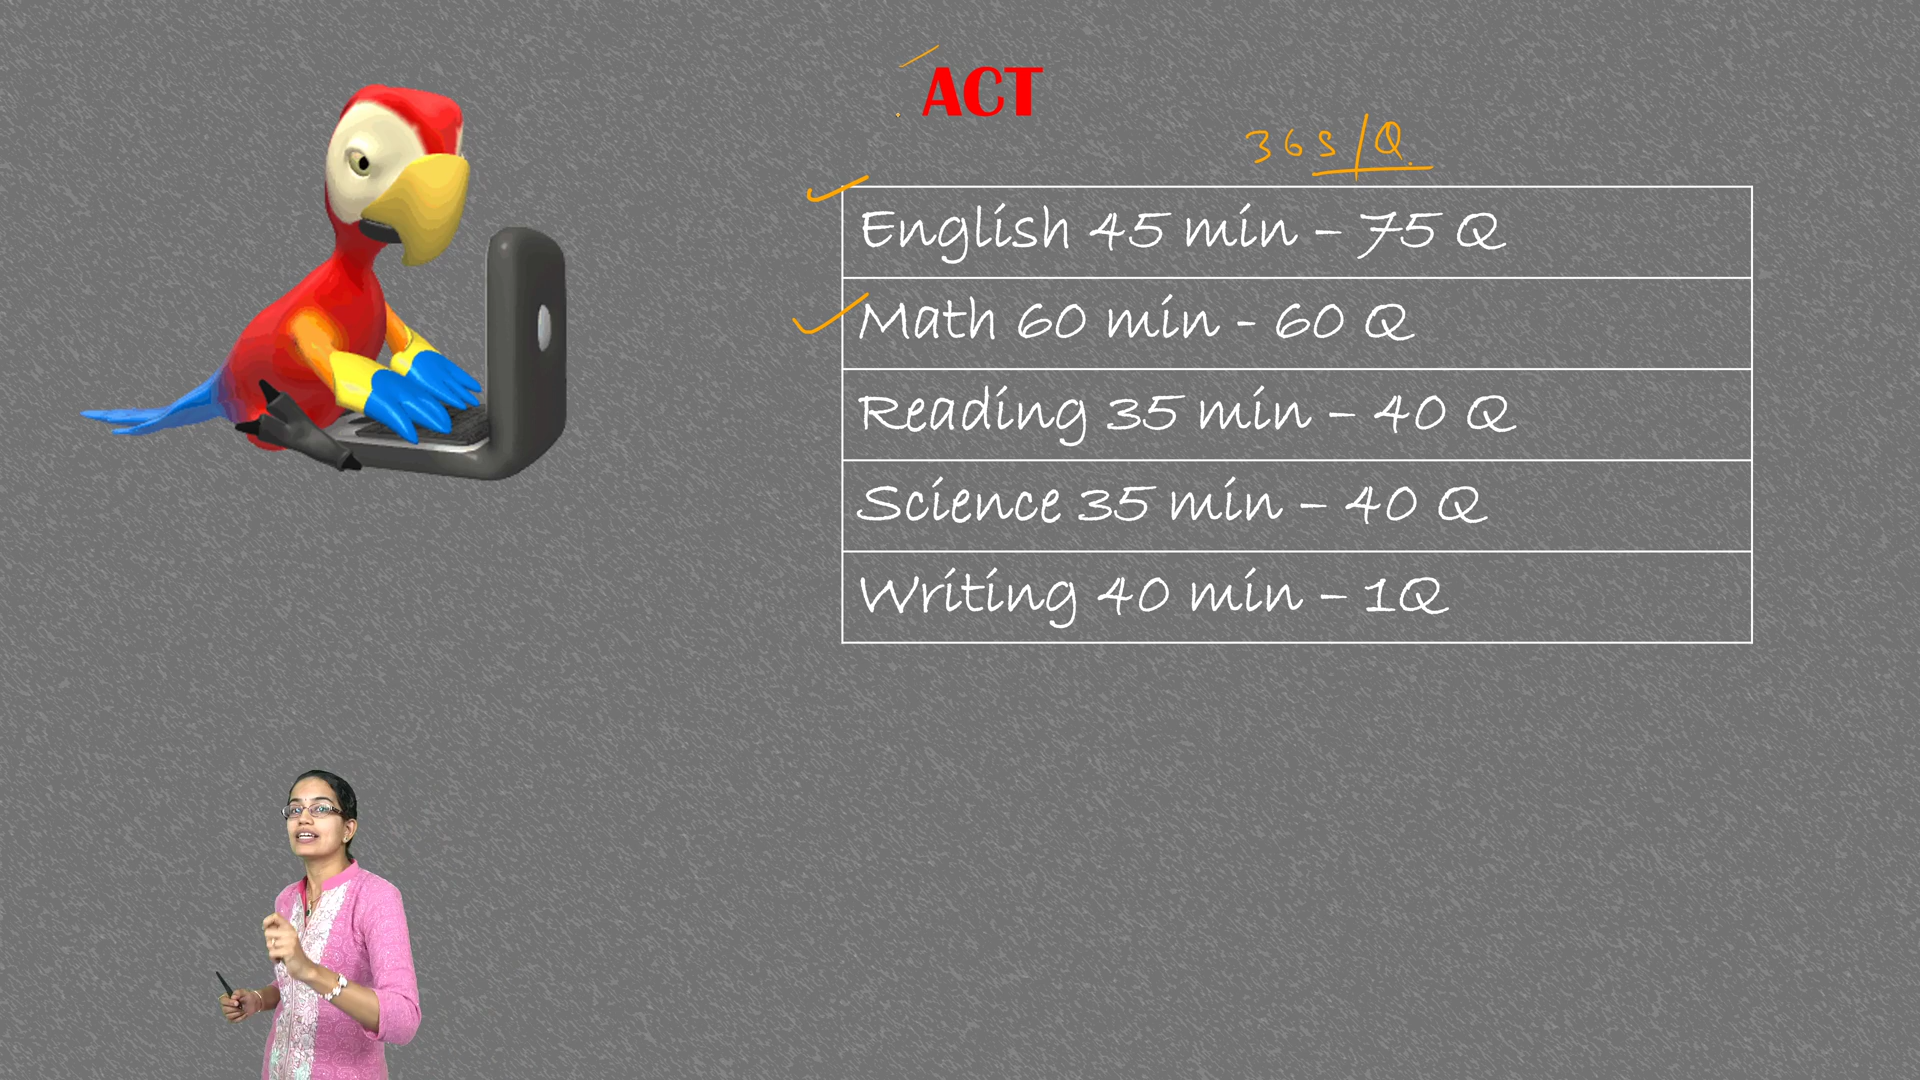 ACT
36 s/Q.
English 45 min – 75 Q
Math 60 min - 60 Q
Reading 35 min – 40 Q
Science 35 min – 40 Q
Writing 40 min – 1Q